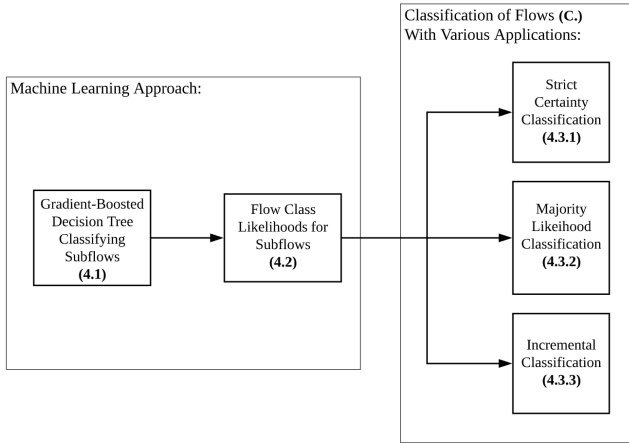 Classification of Flows (C.)
With Various Applications:
Machine Learning Approach:
Gradient-Boosted
Decision Tree
Classifying
Subflows
(4.1)
Flow Class
Likelihoods for
Subflows
(4.2)
Strict
Certainty
Classification
(4.3.1)
Majority
Likeihood
Classification
(4.3.2)
Incremental
Classification
(4.3.3)